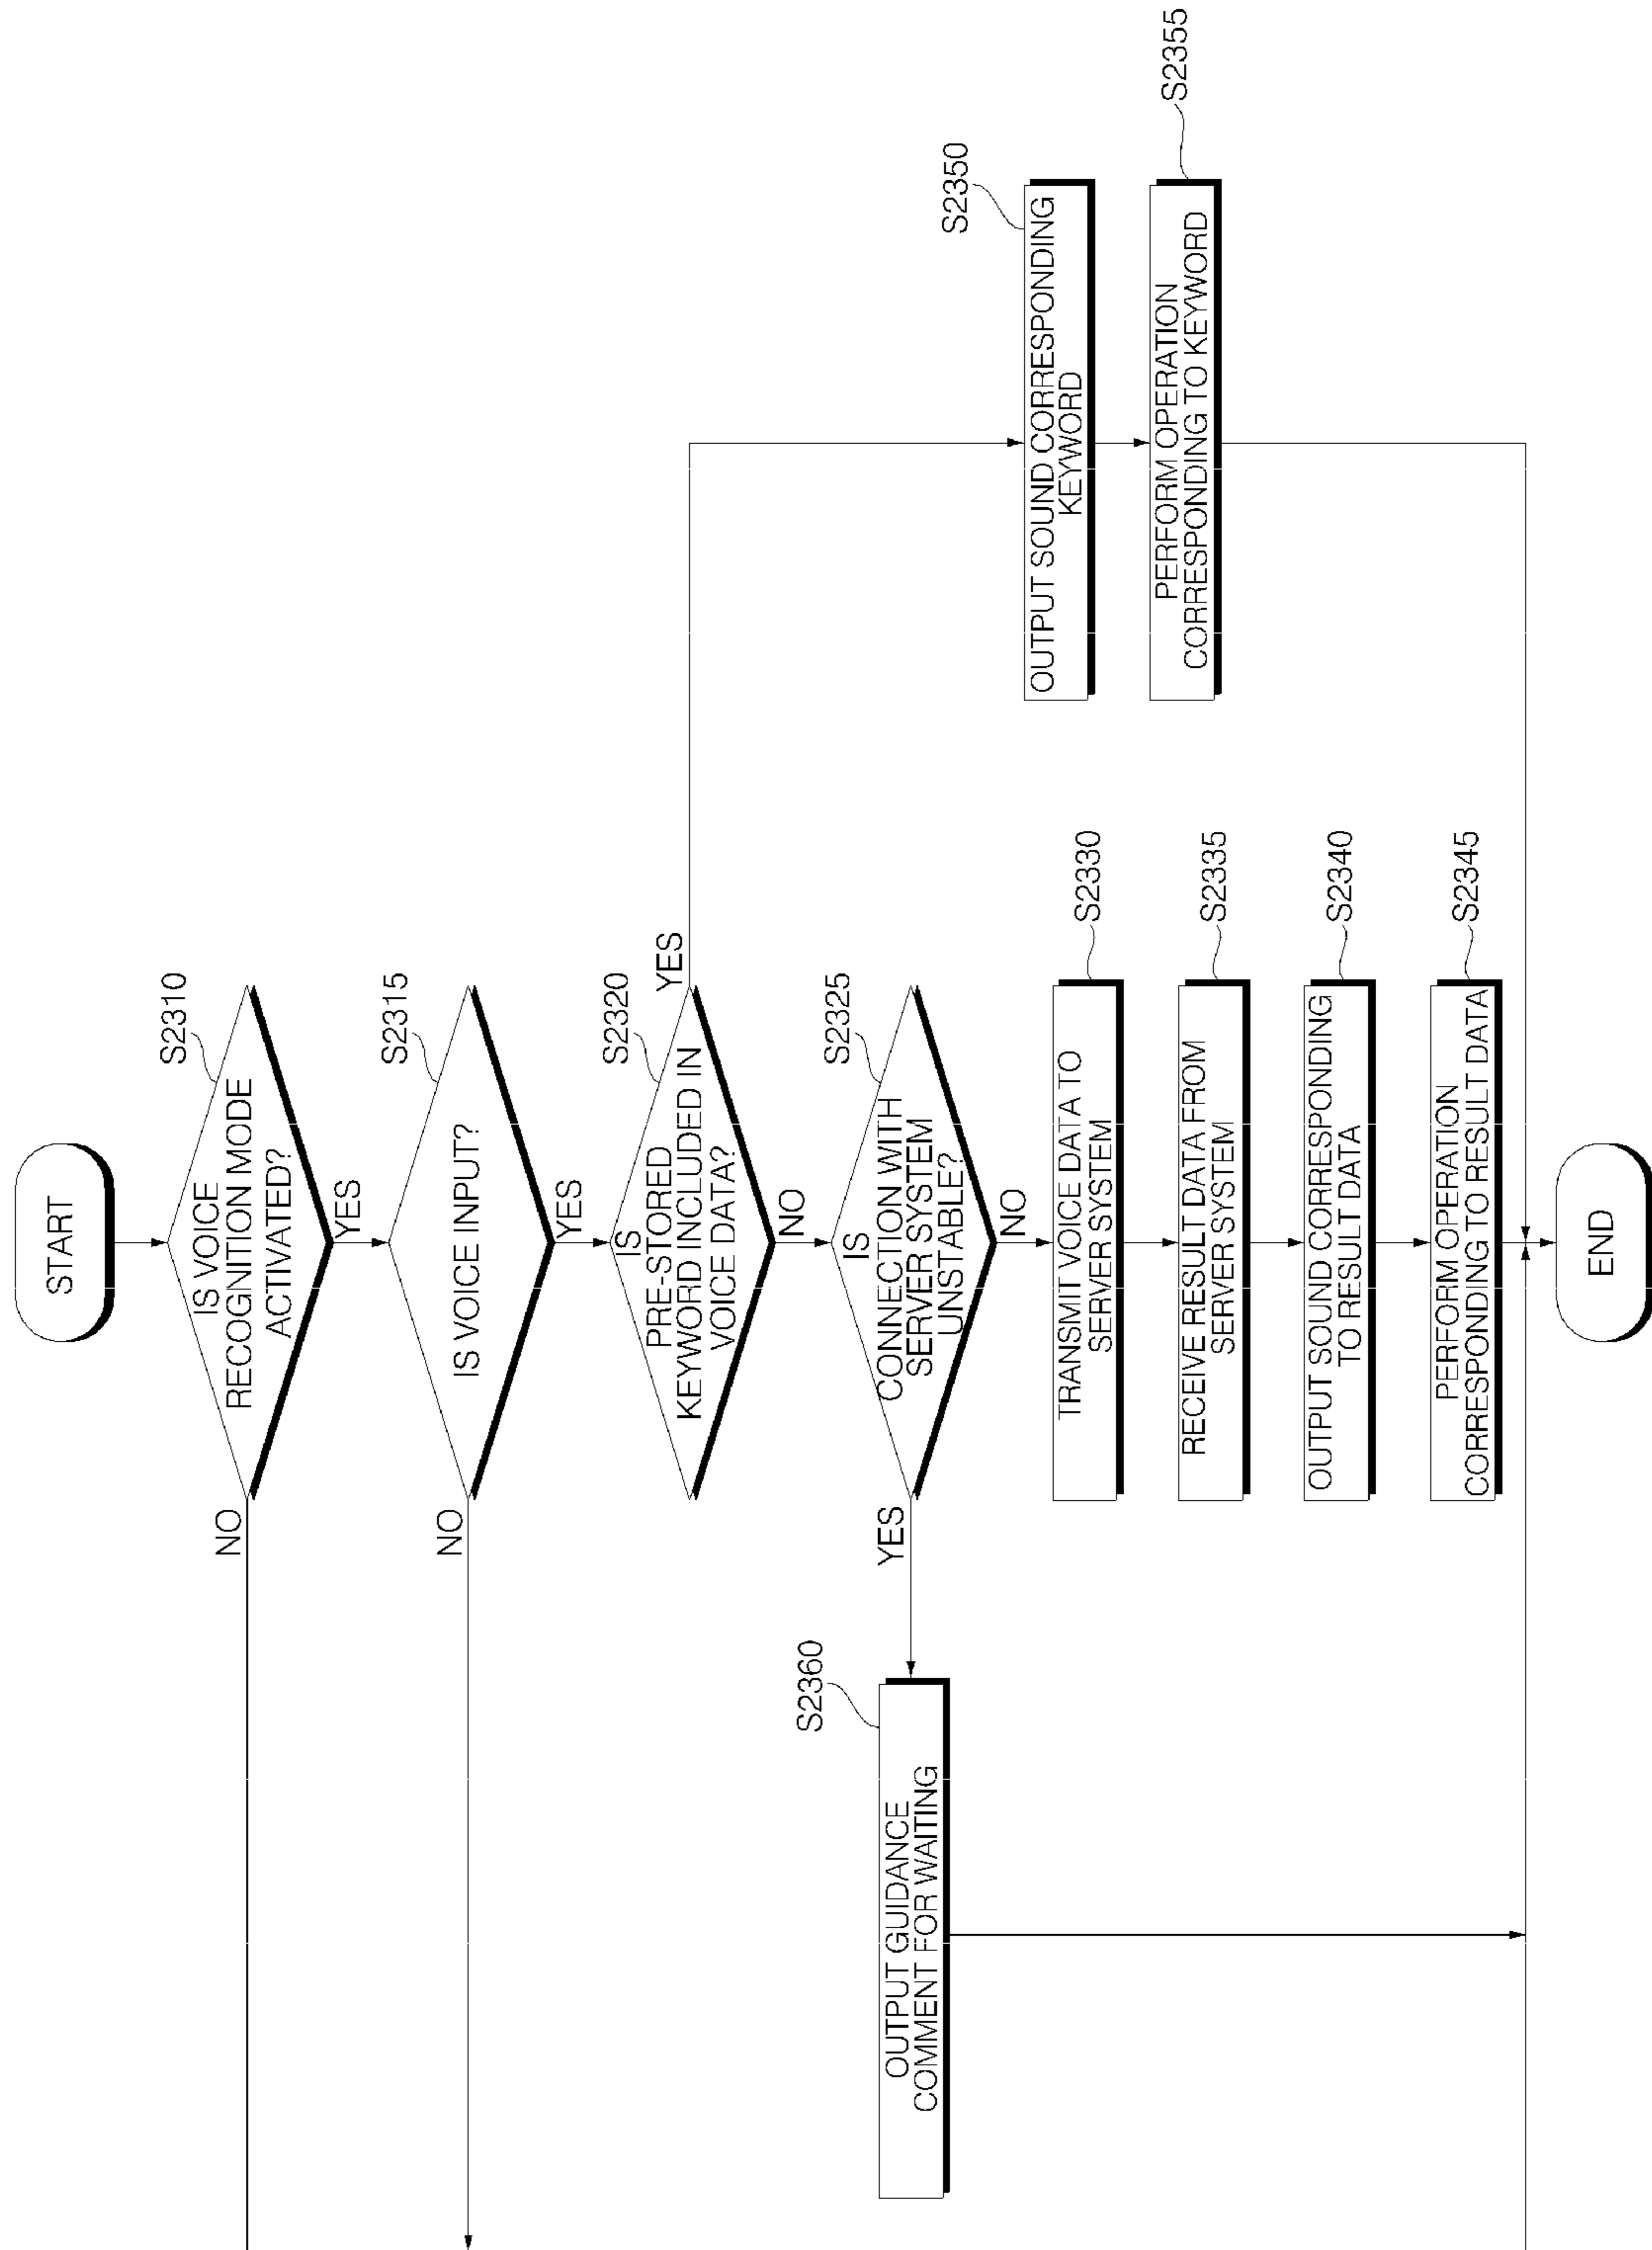 START
S2310
IS VOICE
RECOGNITION MODE
ACTIVATED?
NO
YES
S2315
IS VOICE INPUT?
NO
YES
S2320
IS
PRE-STORED
KEYWORD INCLUDED IN
VOICE DATA?
YES
NO
S2325
IS
CONNECTION WITH
SERVER SYSTEM
UNSTABLE?
YES
NO
S2360
OUTPUT GUIDANCE
COMMENT FOR WAITING
S2330
TRANSMIT VOICE DATA TO
SERVER SYSTEM
S2335
RECEIVE RESULT DATA FROM
SERVER SYSTEM
S2340
OUTPUT SOUND CORRESPONDING
TO RESULT DATA
S2345
PERFORM OPERATION
CORRESPONDING TO RESULT DATA
S2350
OUTPUT SOUND CORRESPONDING
KEYWORD
S2355
PERFORM OPERATION
CORRESPONDING TO KEYWORD
END